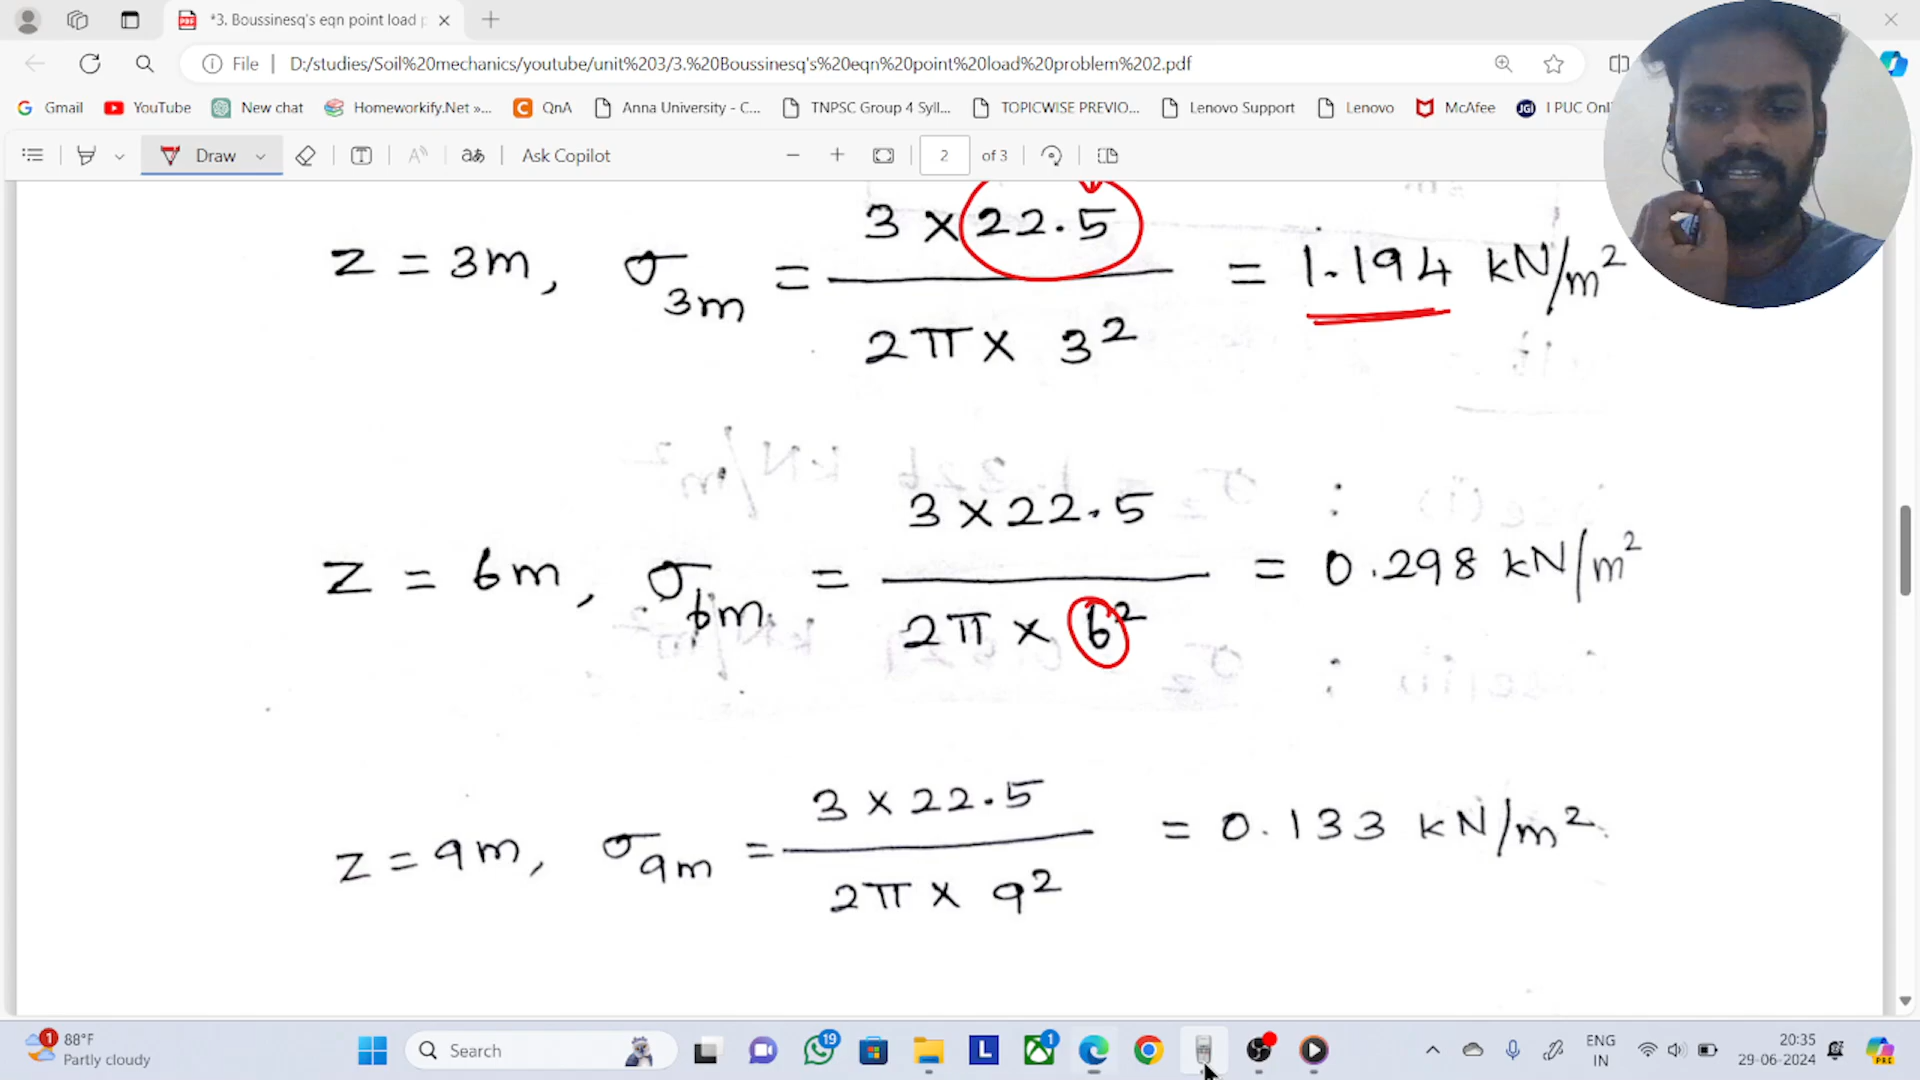 *3. Boussinesq's eqn point load p
File
D:/studies/Soil%20mechanics/youtube/unit%203/3.%20Boussinesq's%20eqn%20point%20load%20problem%202.pdf
Gmail YouTube New chat Homeworkify.Net »... QnA Anna University - C... TNPSC Group 4 Syll... TOPICWISE PREVIO... Lenovo Support Lenovo McAfee I PUC Onl
Draw Ask Copilot 2 of 3
z = 3m, σ3m = 3 × 22.5 / 2π × 3² = 1.194 kN/m²
z = 6m, σ6m = 3 × 22.5 / 2π × 6² = 0.298 kN/m²
z = 9m, σ9m = 3 × 22.5 / 2π × 9² = 0.133 kN/m²
1 88°F
Partly cloudy
Search
19
L
1
ENG
IN
20:35
29-06-2024